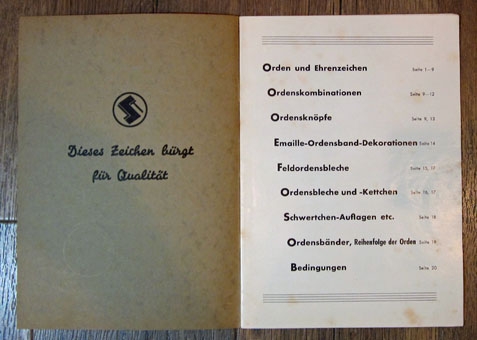 Dieses Zeichen bürgt
für Qualität
Orden und Ehrenzeichen Seite 1–9
Ordenskombinationen Seite 9–12
Ordensknöpfe Seite 9, 13
Emaille-Ordensband-Dekorationen Seite 14
Feldordensbleche Seite 15, 17
Ordensbleche und -Kettchen Seite 16, 17
Schwertchen-Auflagen etc. Seite 18
Ordensbänder, Reihenfolge der Orden Seite 19
Bedingungen Seite 20